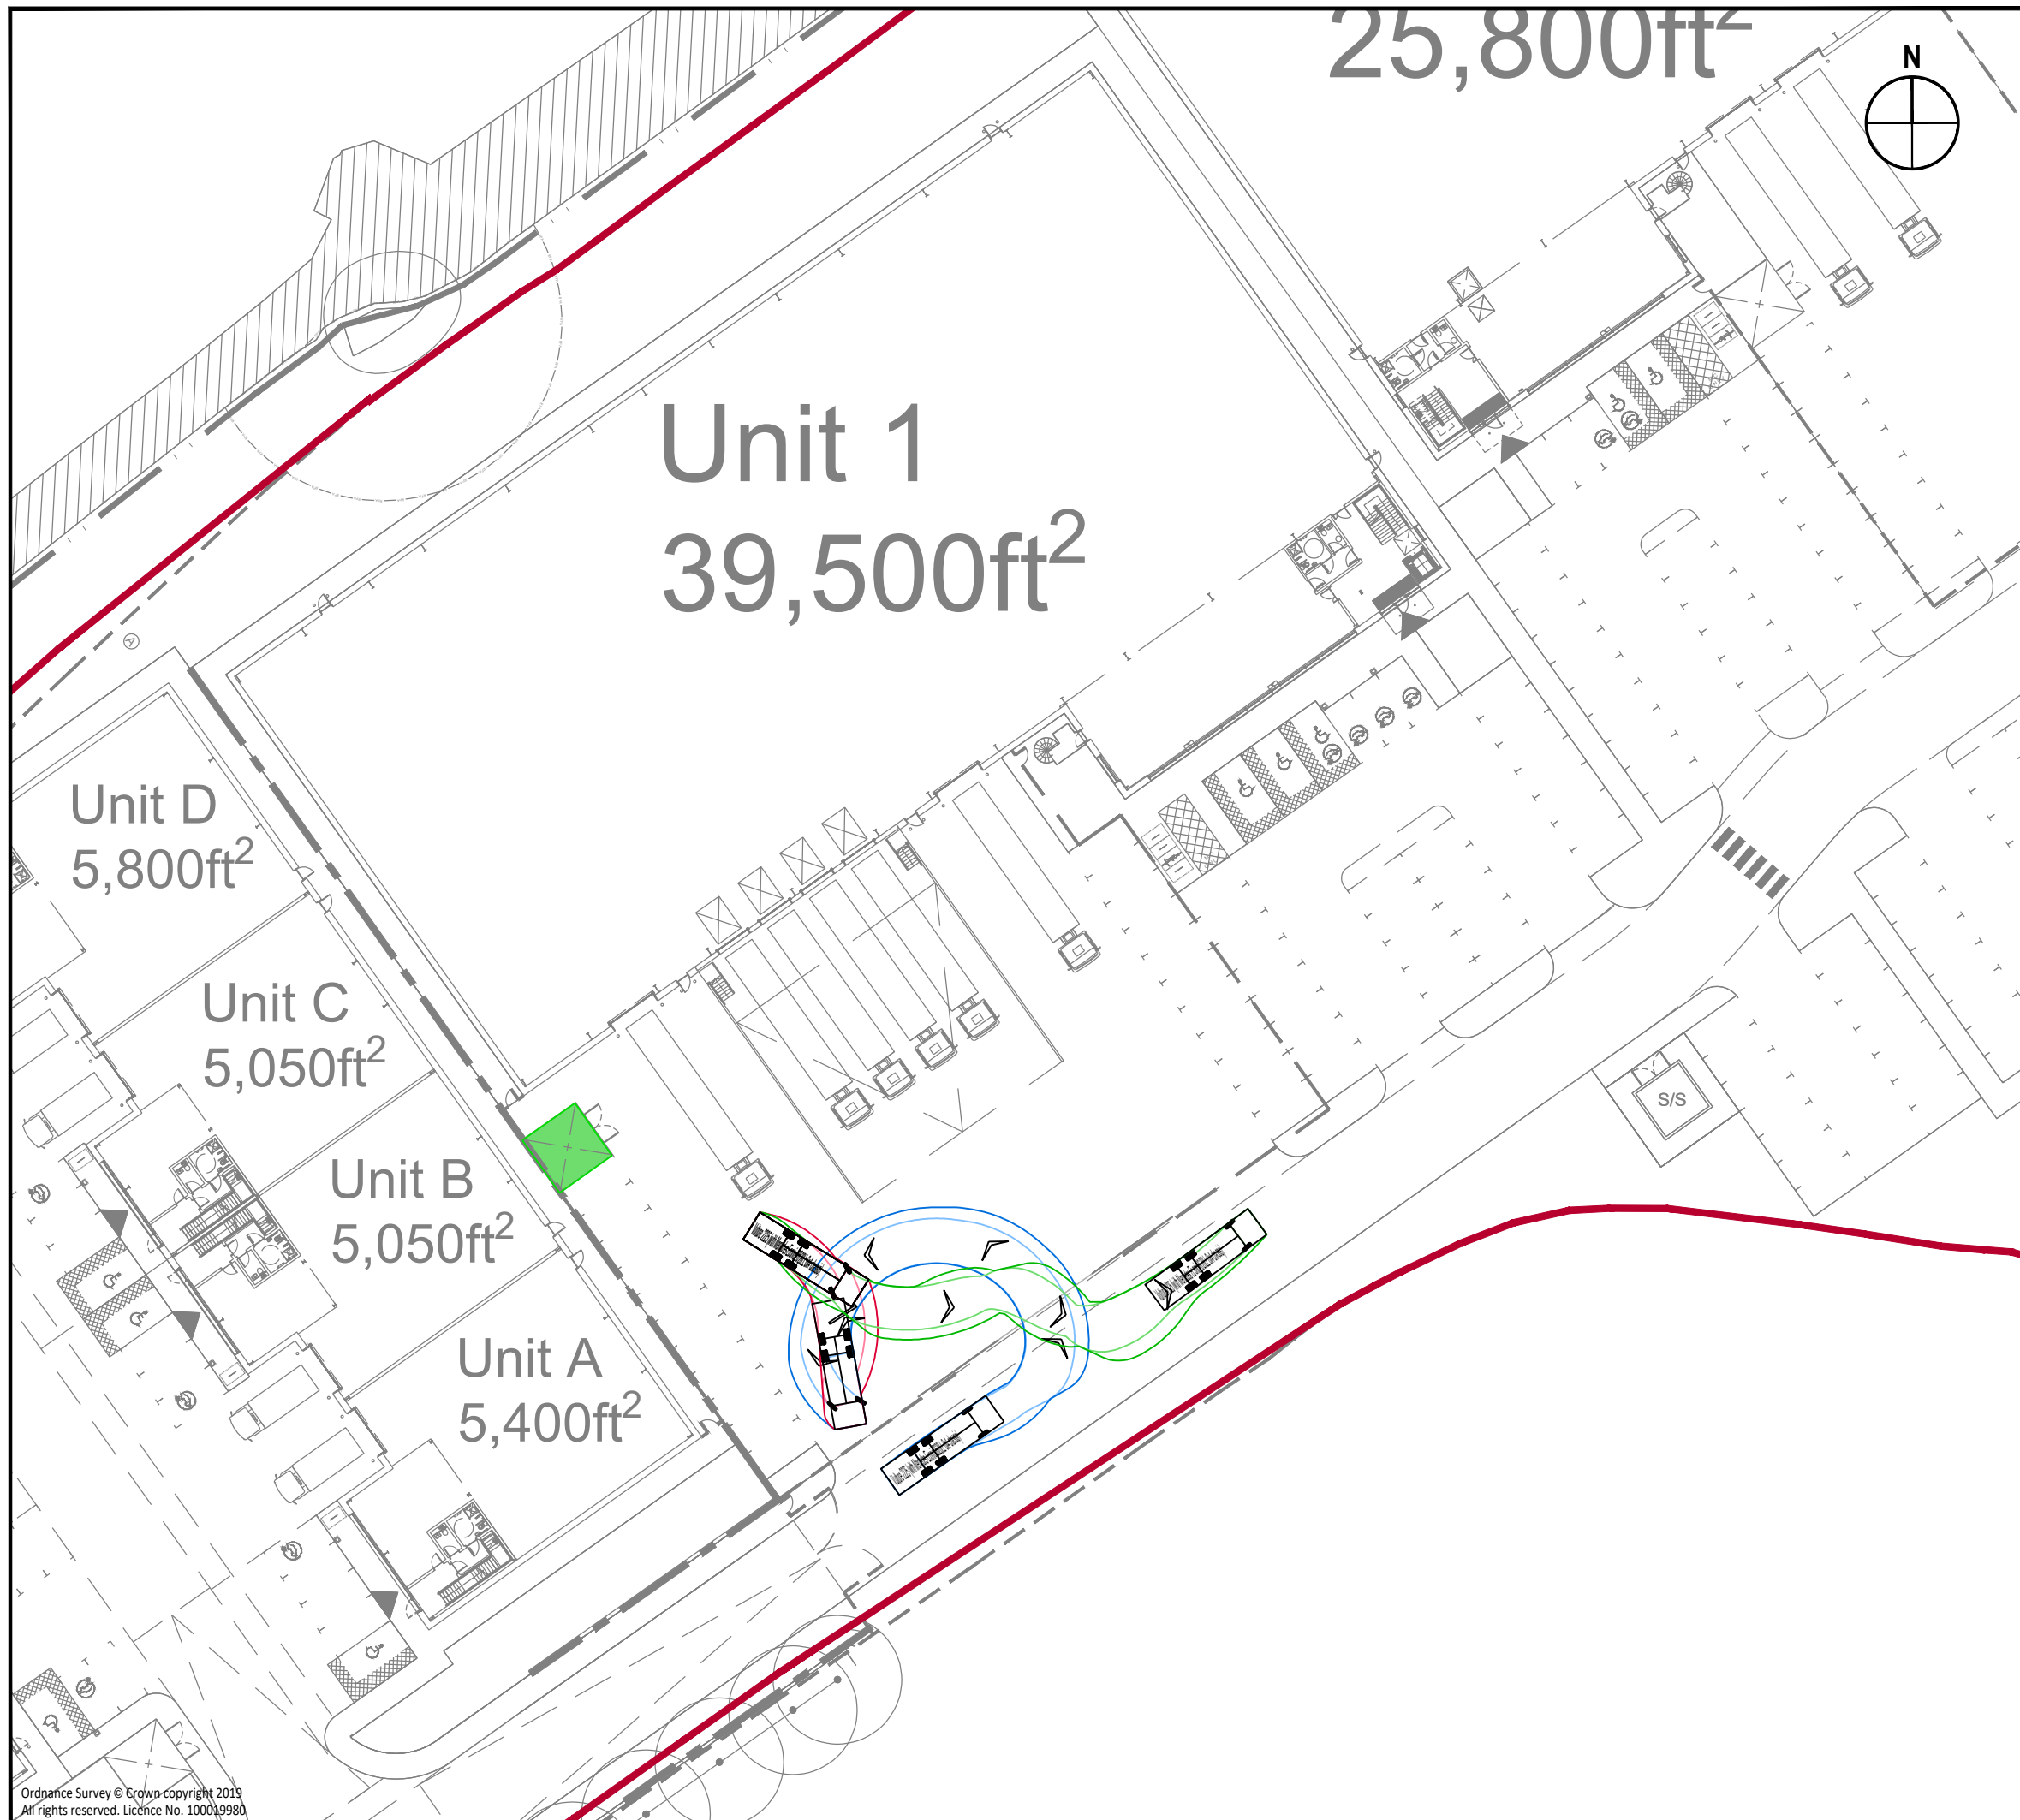 25,800ft²
N
Unit 1
39,500ft²
Unit D
5,800ft²
Unit C
5,050ft²
Unit B
5,050ft²
Unit A
5,400ft²
S/S
A
Ordnance Survey © Crown copyright 2019
All rights reserved. Licence No. 100019980